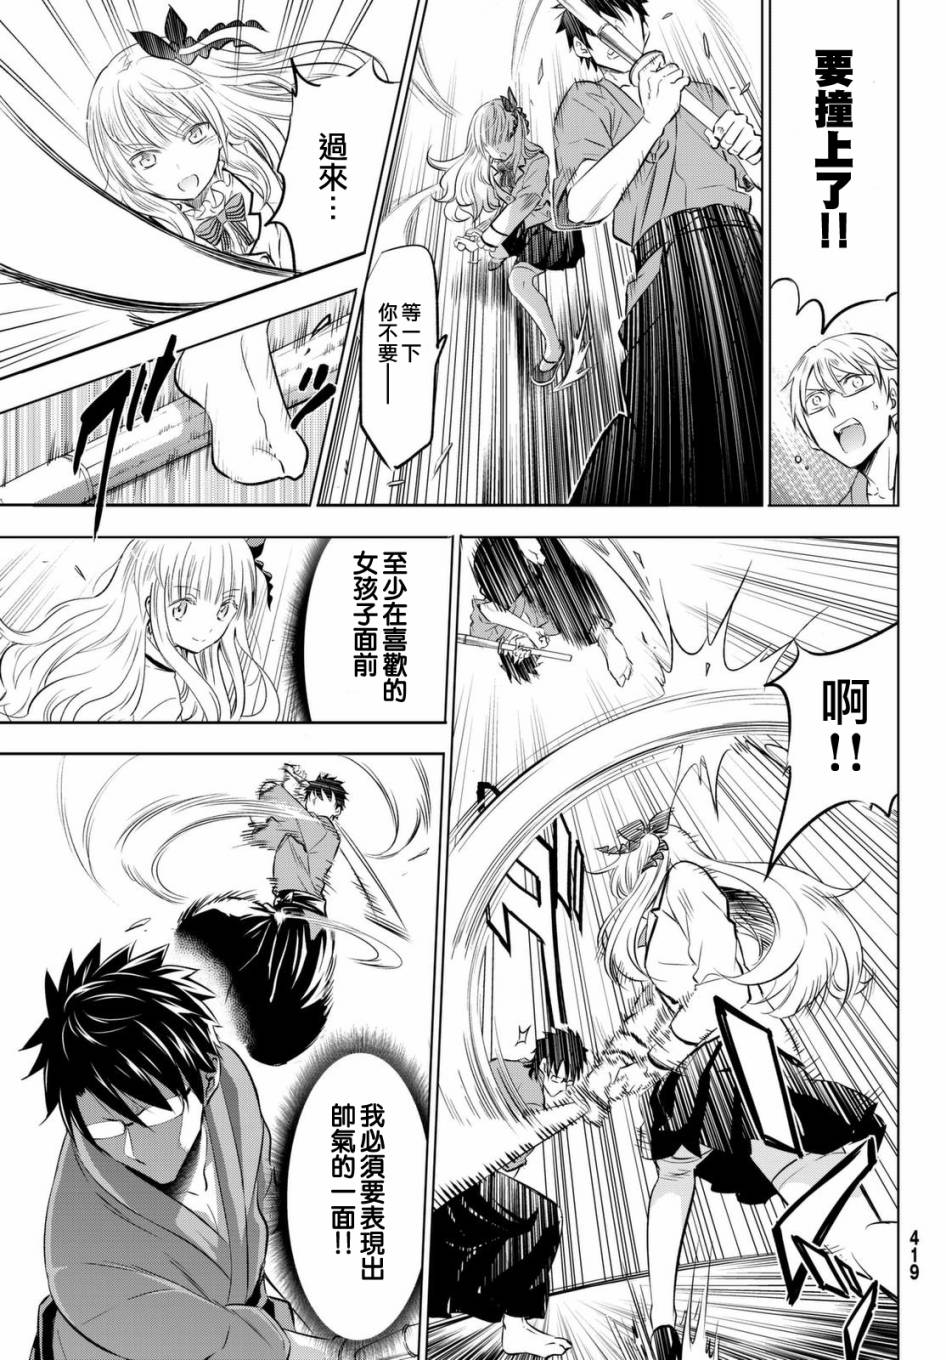 要撞上了!!
等一下
你不要——
過來…
啊!!
至少在喜歡的
女孩子面前
我必須要表現出
帥氣的一面!!
419